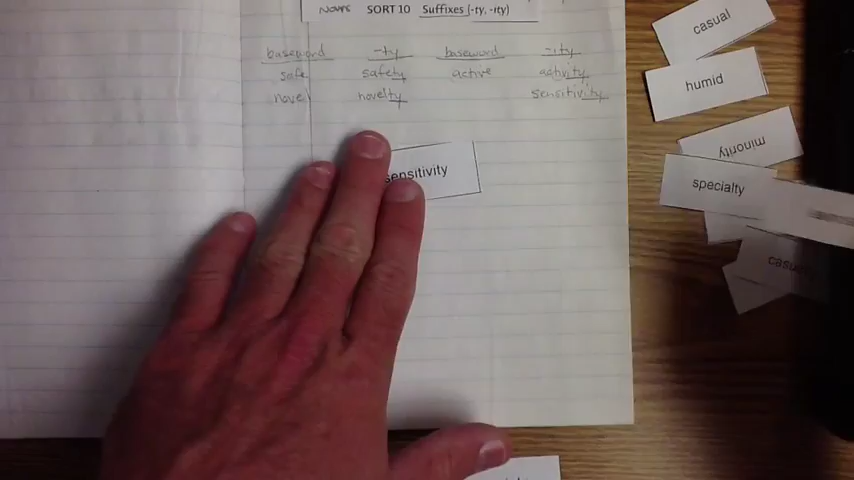 Nouns SORT 10 Suffixes (-ty, -ity)
baseword -ty baseword -ity
safe safety active activity
novel novelty sensitivity
sensitivity
casual
humid
minority
specialty